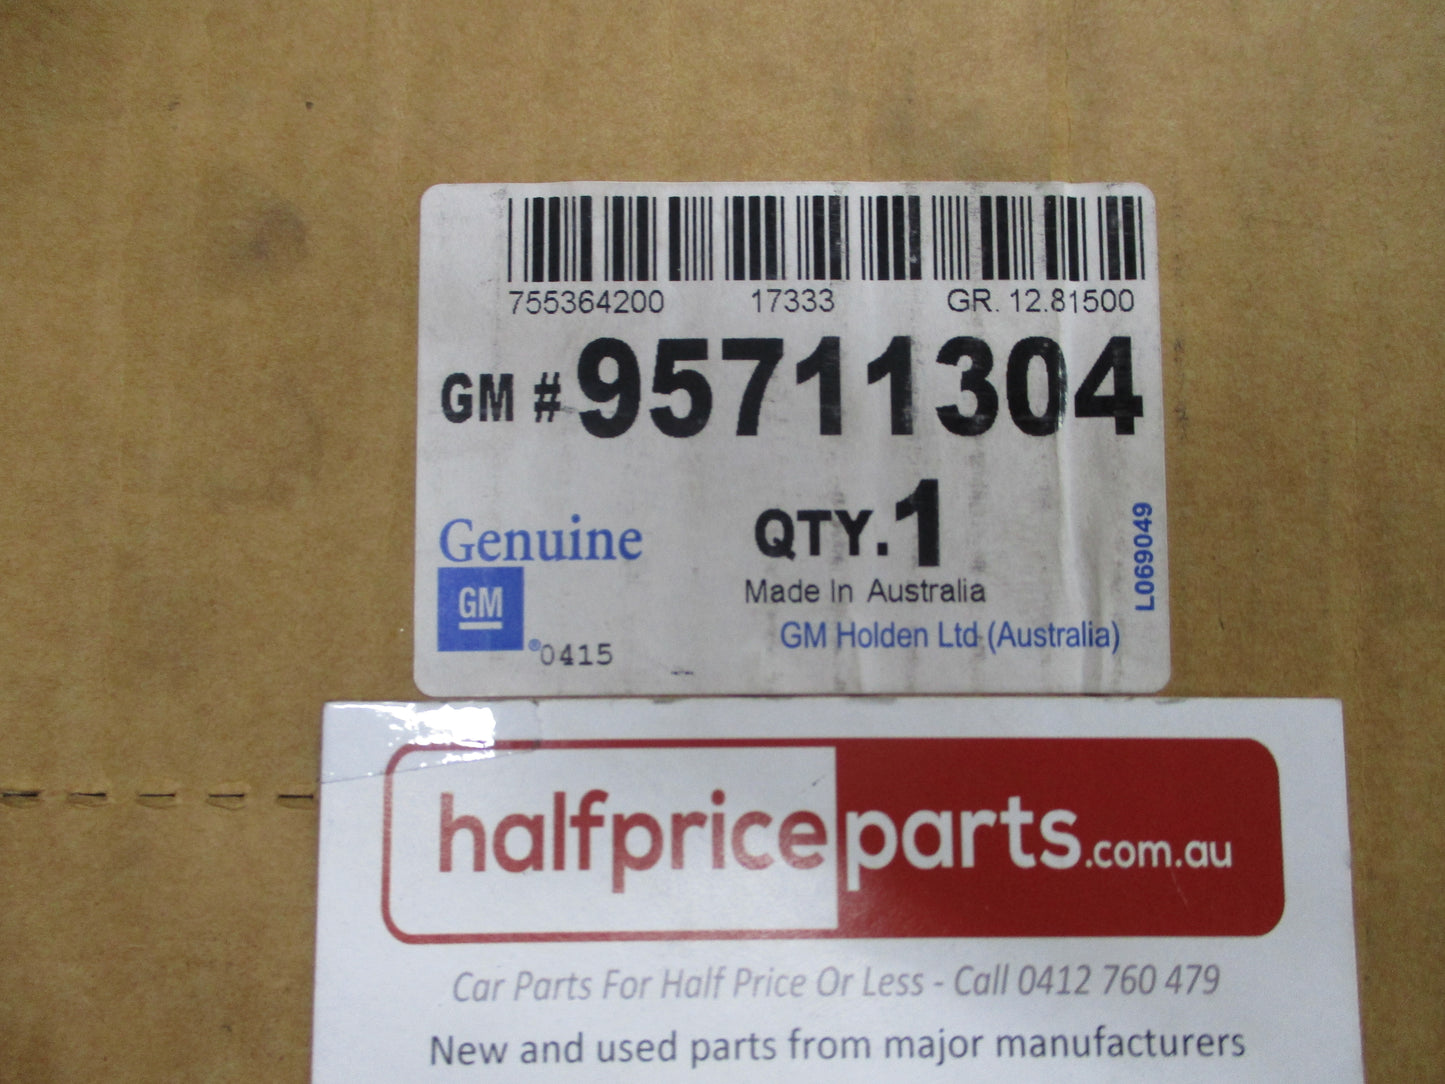 755364200 17333 GR. 12.81500
GM # 95711304
Genuine
GM
®0415
QTY. 1
Made In Australia
GM Holden Ltd (Australia)
L069049
halfpriceparts.com.au
Car Parts For Half Price Or Less - Call 0412 760 479
New and used parts from major manufacturers